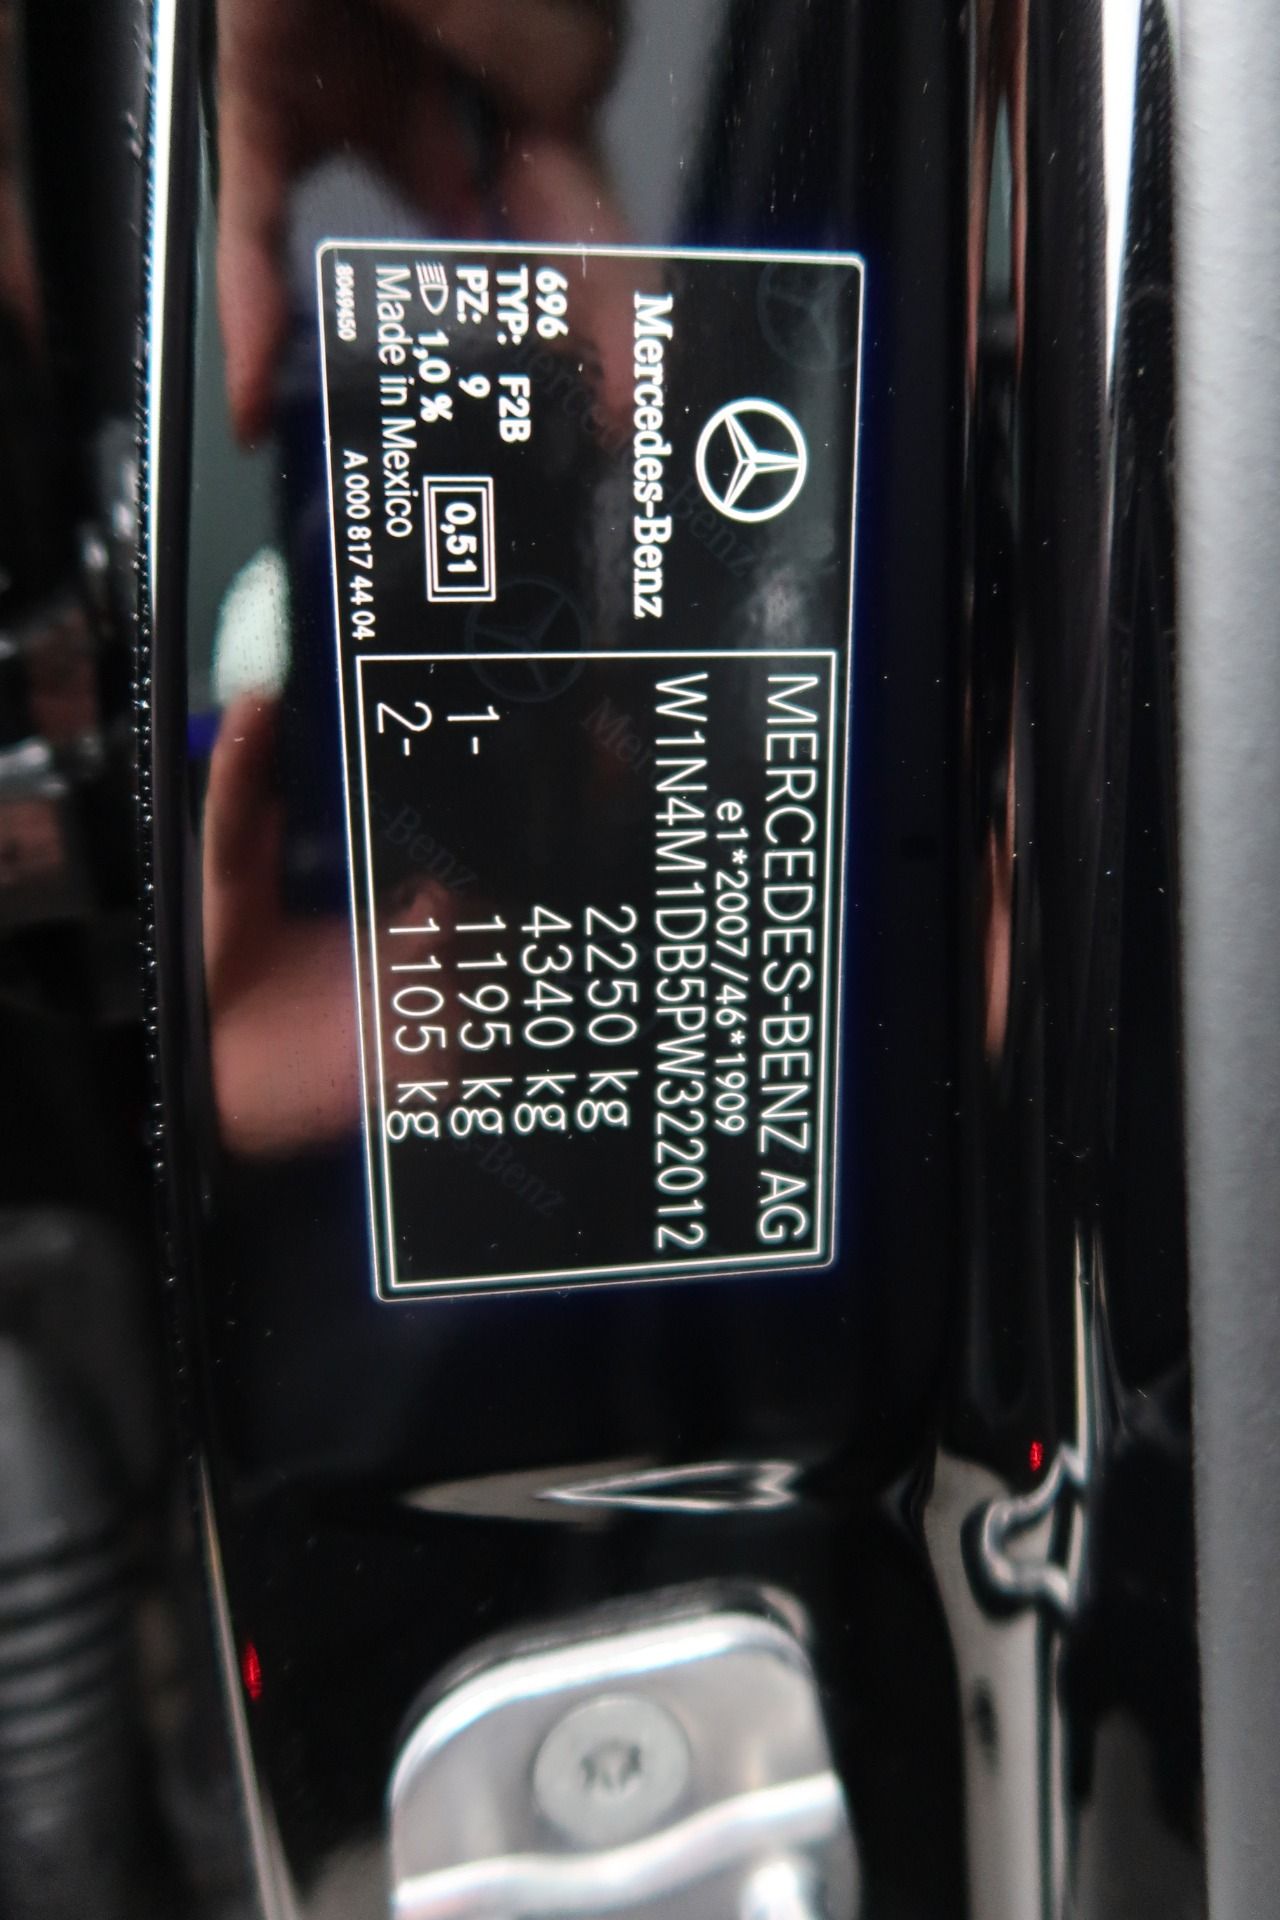 Mercedes-Benz
696
TYP: F2B
PZ: 9
1,0 %
0,51
Made in Mexico
8049450 A 000 817 44 04
MERCEDES-BENZ AG
e1*2007/46*1909
W1N4M1DB5PW322012
2250 kg
4340 kg
1- 1195 kg
2- 1105 kg